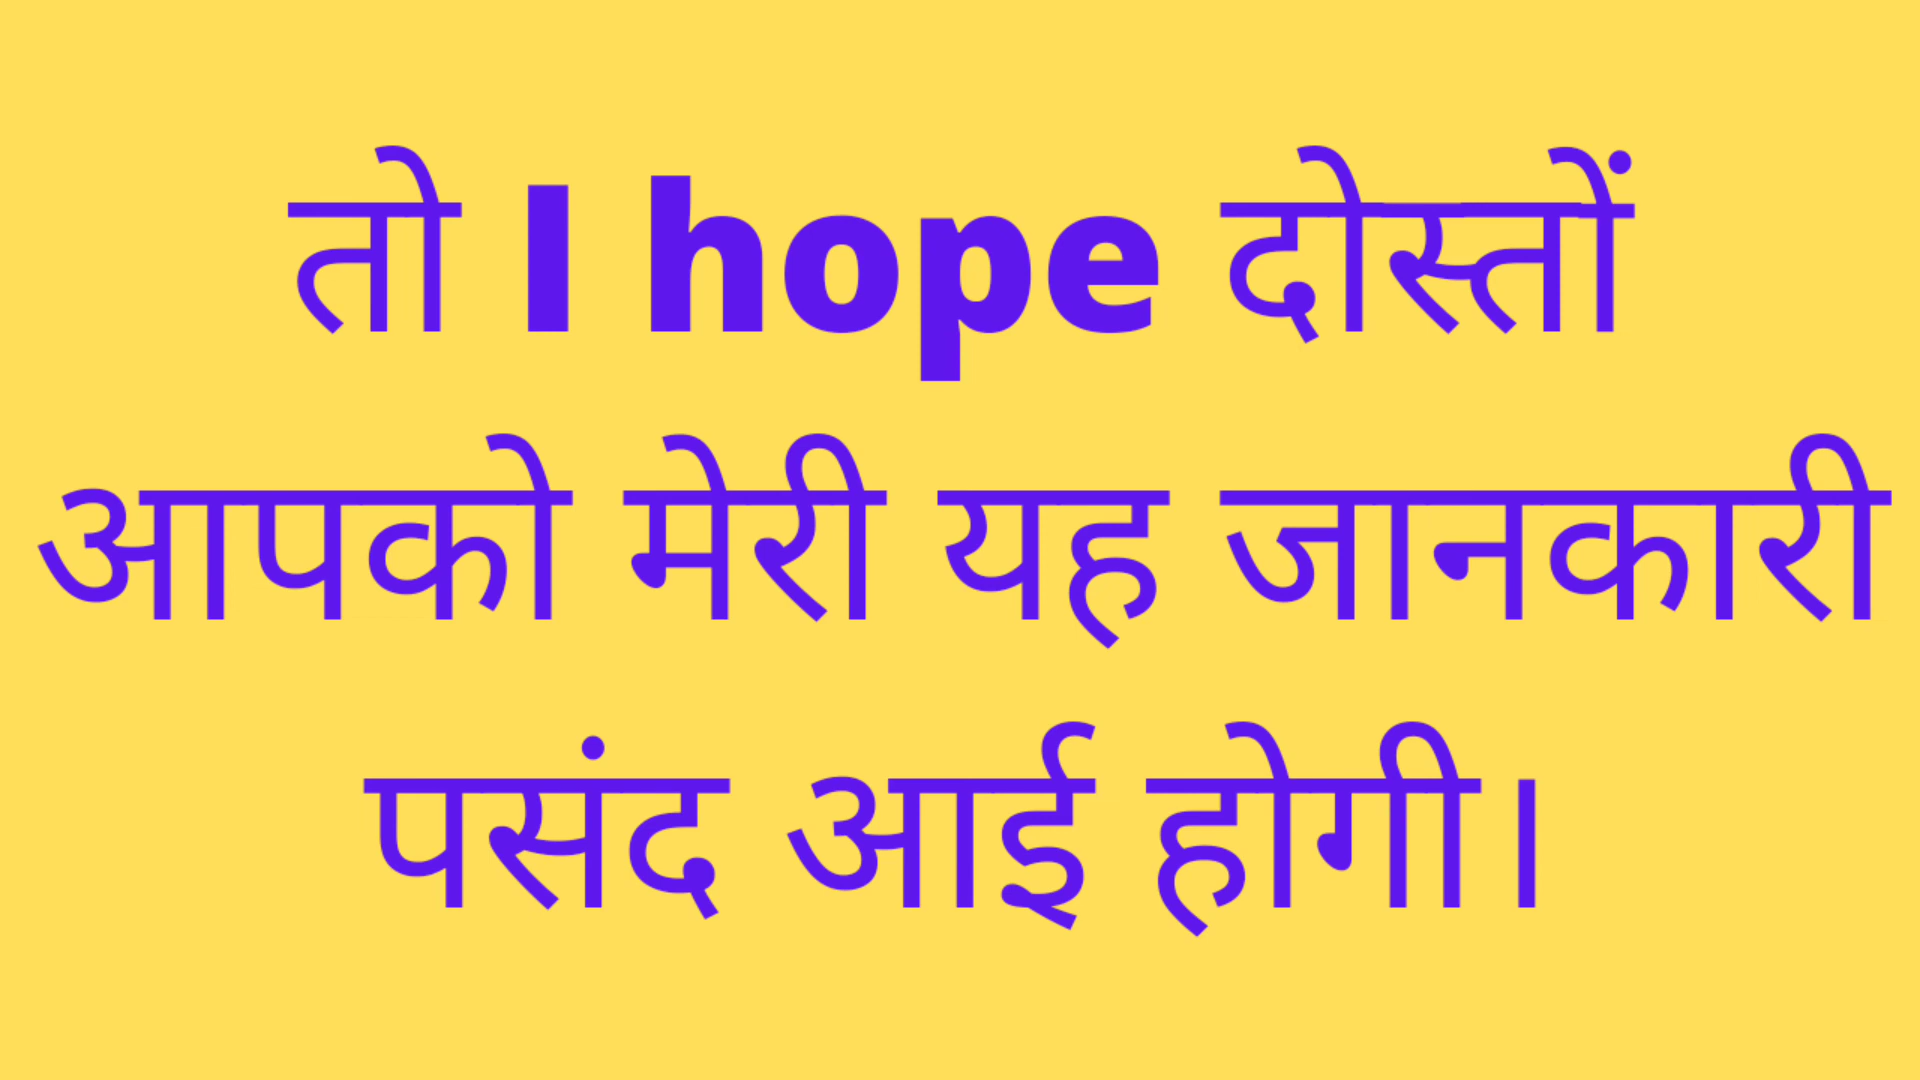 तो I hope दोस्तों
आपको मेरी यह जानकारी
पसंद आई होगी।